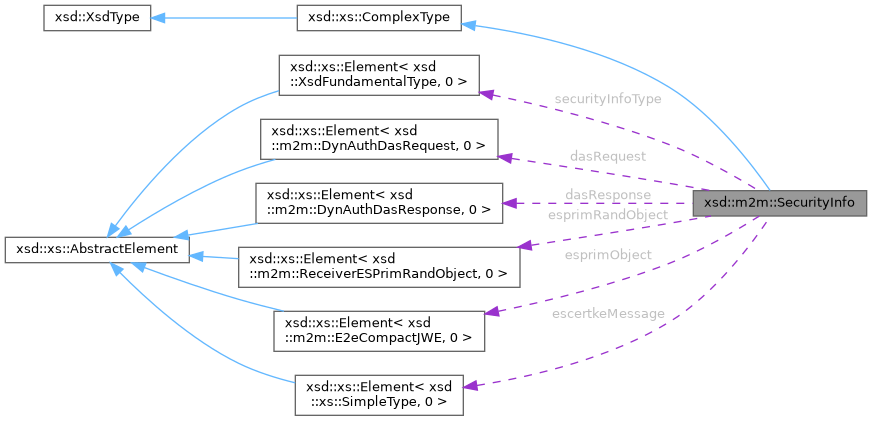 xsd::XsdType
xsd::xs::ComplexType
xsd::xs::Element< xsd
::XsdFundamentalType, 0 >
securityInfoType
xsd::xs::Element< xsd
::m2m::DynAuthDasRequest, 0 >
dasRequest
xsd::xs::Element< xsd
::m2m::DynAuthDasResponse, 0 >
dasResponse
xsd::m2m::SecurityInfo
esprimRandObject
xsd::xs::AbstractElement
xsd::xs::Element< xsd
::m2m::ReceiverESPrimRandObject, 0 >
esprimObject
xsd::xs::Element< xsd
::m2m::E2eCompactJWE, 0 >
escertkeMessage
xsd::xs::Element< xsd
::xs::SimpleType, 0 >